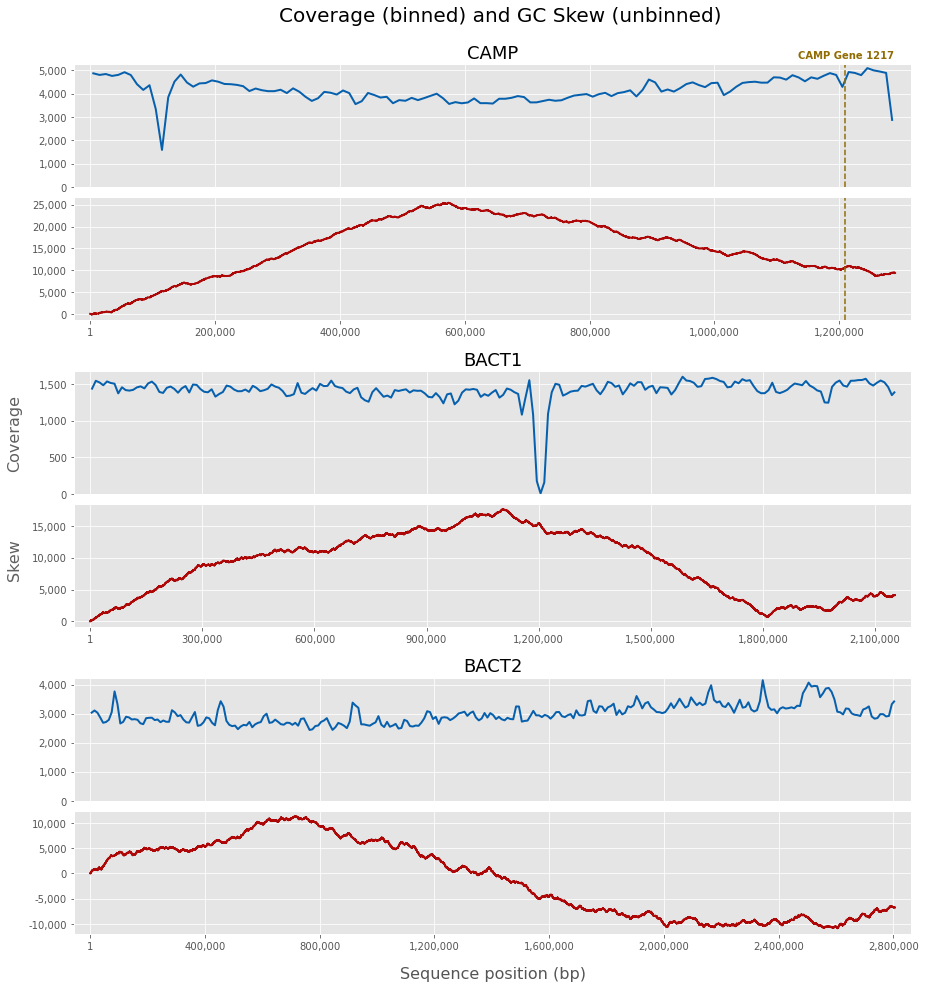 Coverage (binned) and GC Skew (unbinned)
CAMP
CAMP Gene 1217
5,000
4,000
3,000
2,000
1,000
0
25,000
20,000
15,000
10,000
5,000
0
1 200,000 400,000 600,000 800,000 1,000,000 1,200,000
BACT1
Coverage
1,500
1,000
500
0
Skew
15,000
10,000
5,000
0
1 300,000 600,000 900,000 1,200,000 1,500,000 1,800,000 2,100,000
BACT2
4,000
3,000
2,000
1,000
0
10,000
5,000
0
-5,000
-10,000
1 400,000 800,000 1,200,000 1,600,000 2,000,000 2,400,000 2,800,000
Sequence position (bp)